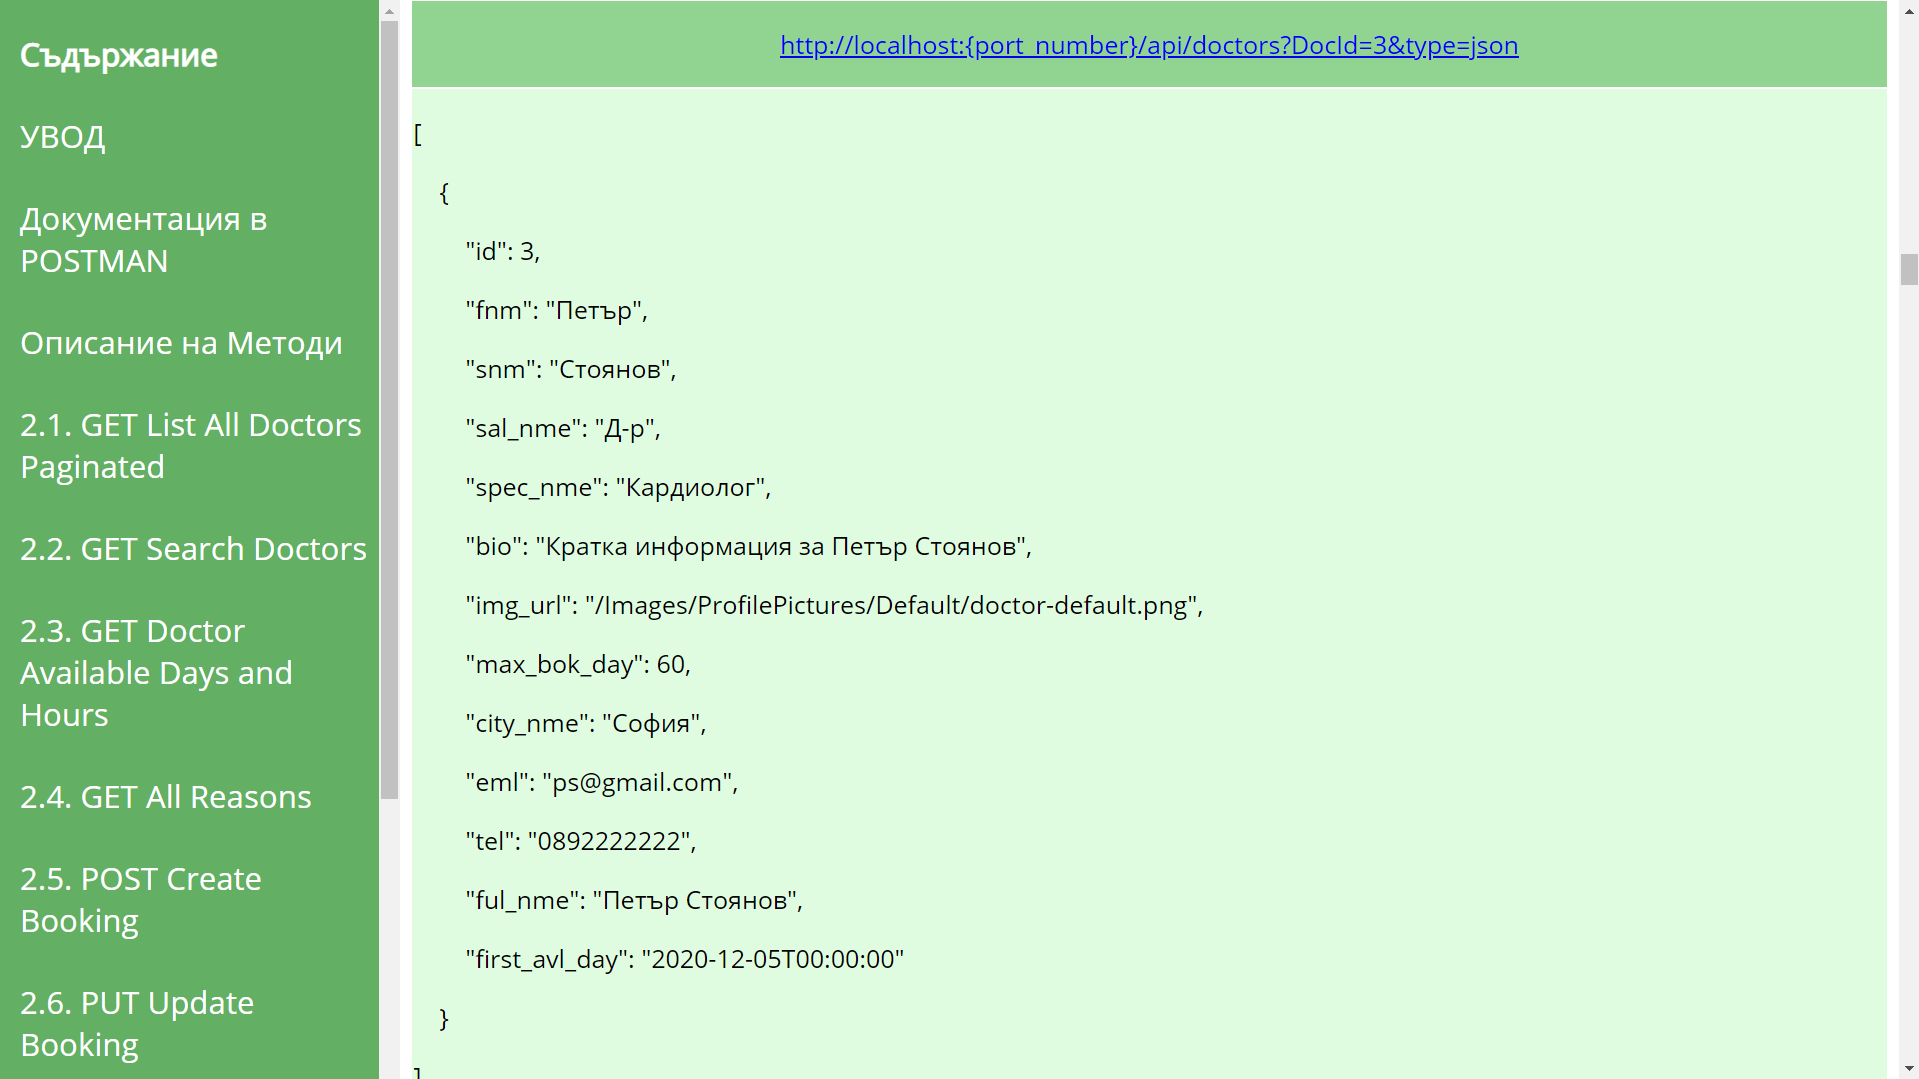 Съдържание
УВОД
Документация в
POSTMAN
Описание на Методи
2.1. GET List All Doctors
Paginated
2.2. GET Search Doctors
2.3. GET Doctor
Available Days and
Hours
2.4. GET All Reasons
2.5. POST Create
Booking
2.6. PUT Update
Booking
http://localhost:{port_number}/api/doctors?DocId=3&type=json
[
{
"id": 3,
"fnm": "Петър",
"snm": "Стоянов",
"sal_nme": "Д-р",
"spec_nme": "Кардиолог",
"bio": "Кратка информация за Петър Стоянов",
"img_url": "/Images/ProfilePictures/Default/doctor-default.png",
"max_bok_day": 60,
"city_nme": "София",
"eml": "ps@gmail.com",
"tel": "0892222222",
"ful_nme": "Петър Стоянов",
"first_avl_day": "2020-12-05T00:00:00"
}
]